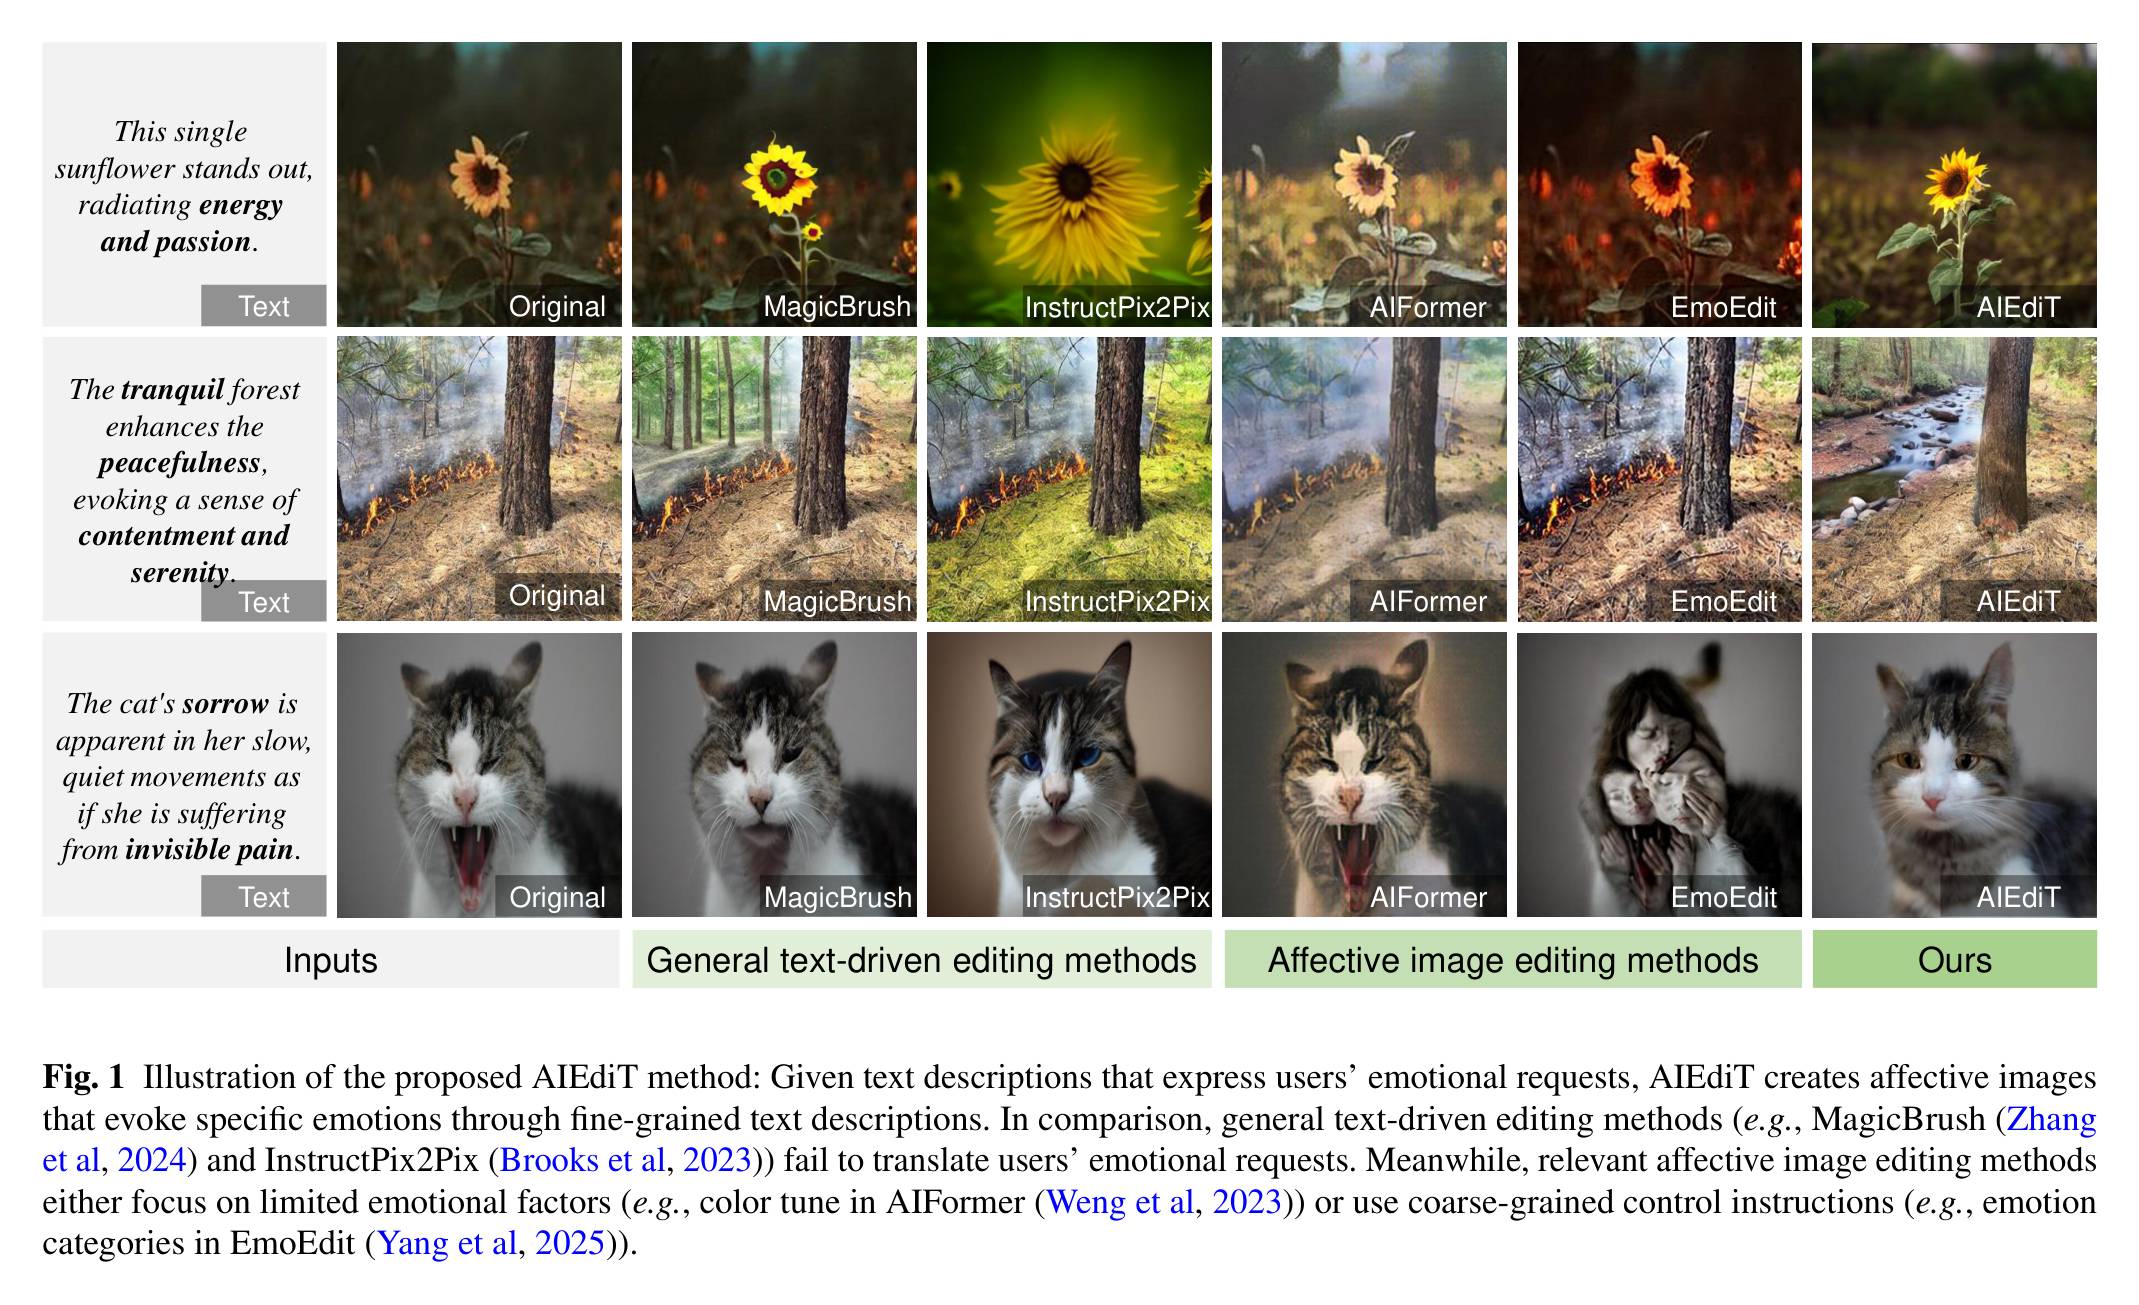 This single
sunflower stands out,
radiating energy
and passion.
Text
Original
MagicBrush
InstructPix2Pix
AIFormer
EmoEdit
AIEdiT
The tranquil forest
enhances the
peacefulness,
evoking a sense of
contentment and
serenity.
Text
Original
MagicBrush
InstructPix2Pix
AIFormer
EmoEdit
AIEdiT
The cat's sorrow is
apparent in her slow,
quiet movements as
if she is suffering
from invisible pain.
Text
Original
MagicBrush
InstructPix2Pix
AIFormer
EmoEdit
AIEdiT
Inputs
General text-driven editing methods
Affective image editing methods
Ours
Fig. 1 Illustration of the proposed AIEdiT method: Given text descriptions that express users’ emotional requests, AIEdiT creates affective images
that evoke specific emotions through fine-grained text descriptions. In comparison, general text-driven editing methods (e.g., MagicBrush (Zhang
et al, 2024) and InstructPix2Pix (Brooks et al, 2023)) fail to translate users’ emotional requests. Meanwhile, relevant affective image editing methods
either focus on limited emotional factors (e.g., color tune in AIFormer (Weng et al, 2023)) or use coarse-grained control instructions (e.g., emotion
categories in EmoEdit (Yang et al, 2025)).